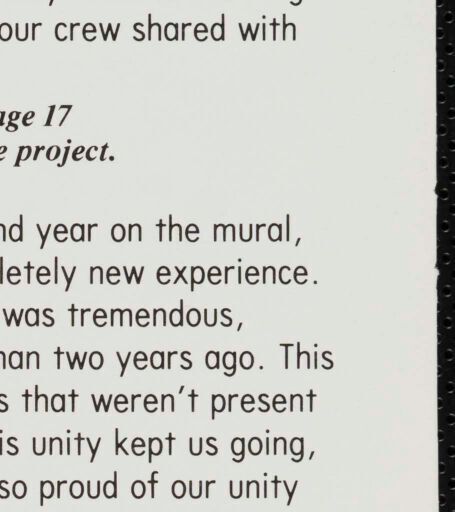 our crew shared with
age 17
e project.
nd year on the mural,
letely new experience.
was tremendous,
han two years ago. This
s that weren't present
is unity kept us going,
so proud of our unity